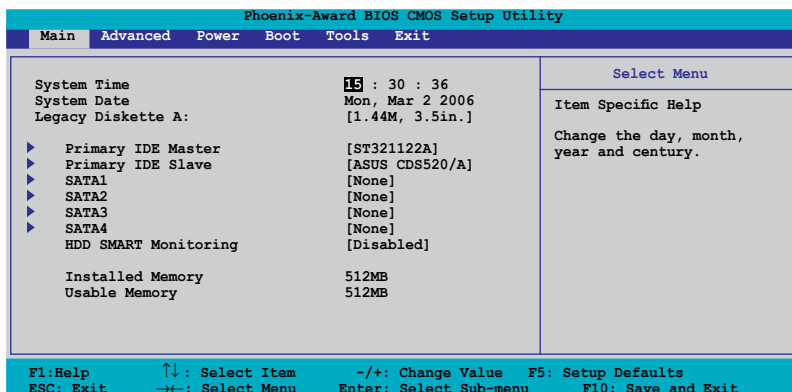 Phoenix-Award BIOS CMOS Setup Utility
Main Advanced Power Boot Tools Exit
System Time 15 : 30 : 36
System Date Mon, Mar 2 2006
Legacy Diskette A: [1.44M, 3.5in.]
Primary IDE Master [ST321122A]
Primary IDE Slave [ASUS CDS520/A]
SATA1 [None]
SATA2 [None]
SATA3 [None]
SATA4 [None]
HDD SMART Monitoring [Disabled]
Installed Memory 512MB
Usable Memory 512MB
Select Menu
Item Specific Help
Change the day, month,
year and century.
F1:Help ↑↓: Select Item -/+: Change Value F5: Setup Defaults
ESC: Exit →←: Select Menu Enter: Select Sub-menu F10: Save and Exit